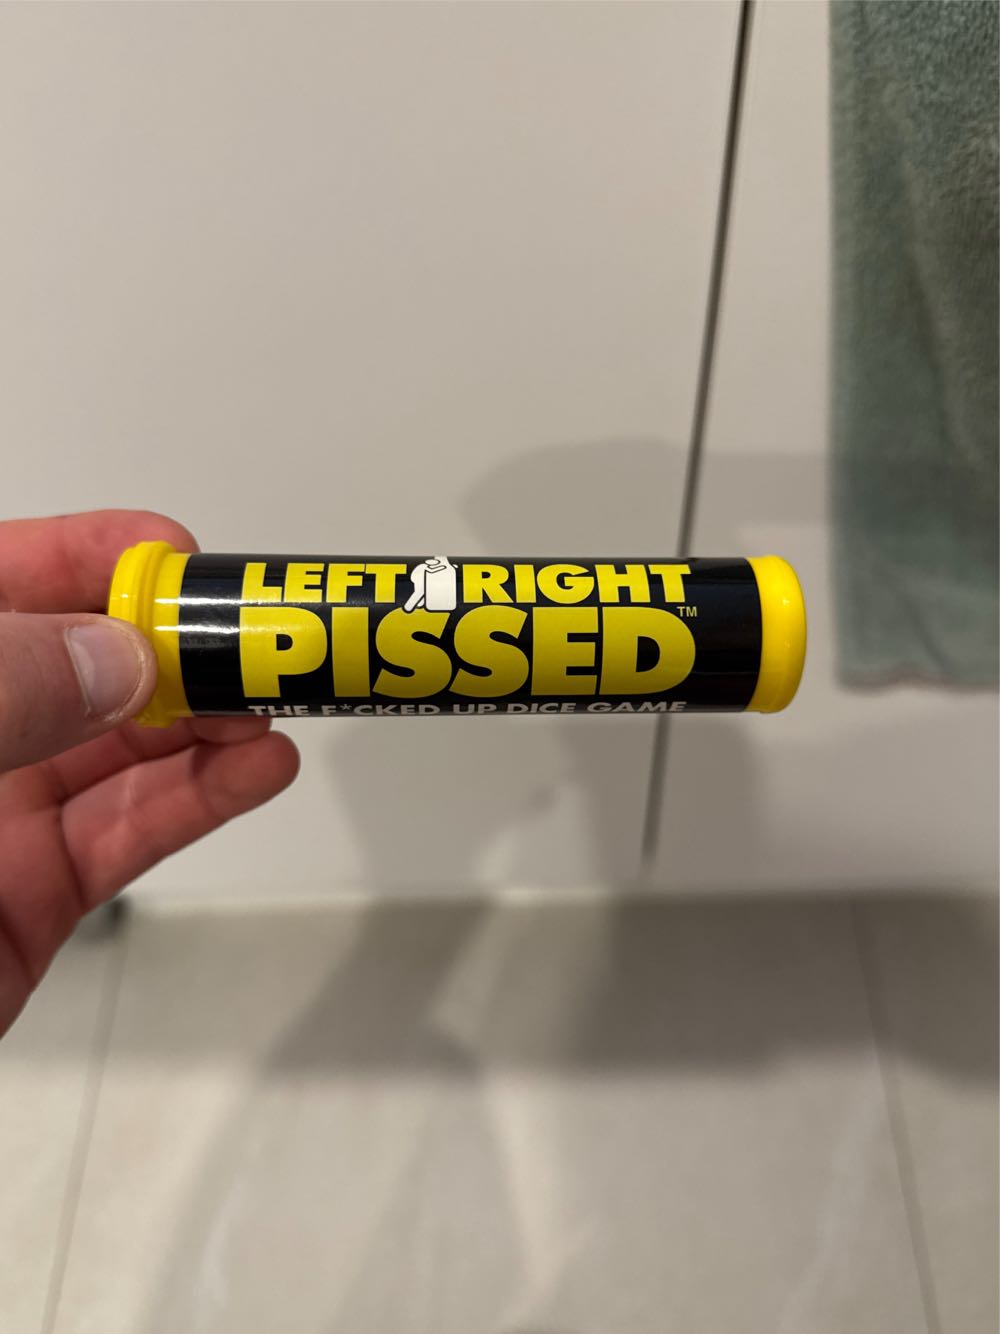 LEFT RIGHT
PISSED™
THE F*CKED UP DICE GAME